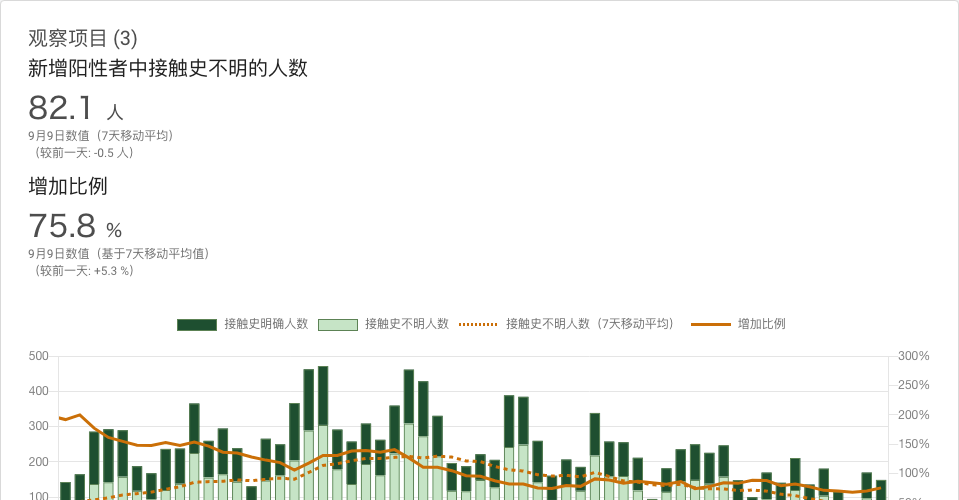 观察项目 (3)
新增阳性者中接触史不明的人数
82.1 人
9月9日数值（7天移动平均）
（较前一天: -0.5 人）
增加比例
75.8 %
9月9日数值（基于7天移动平均值）
（较前一天: +5.3 %）
接触史明确人数 接触史不明人数 接触史不明人数（7天移动平均） 增加比例
500 300%
250%
400
200%
300
150%
200
100%
100